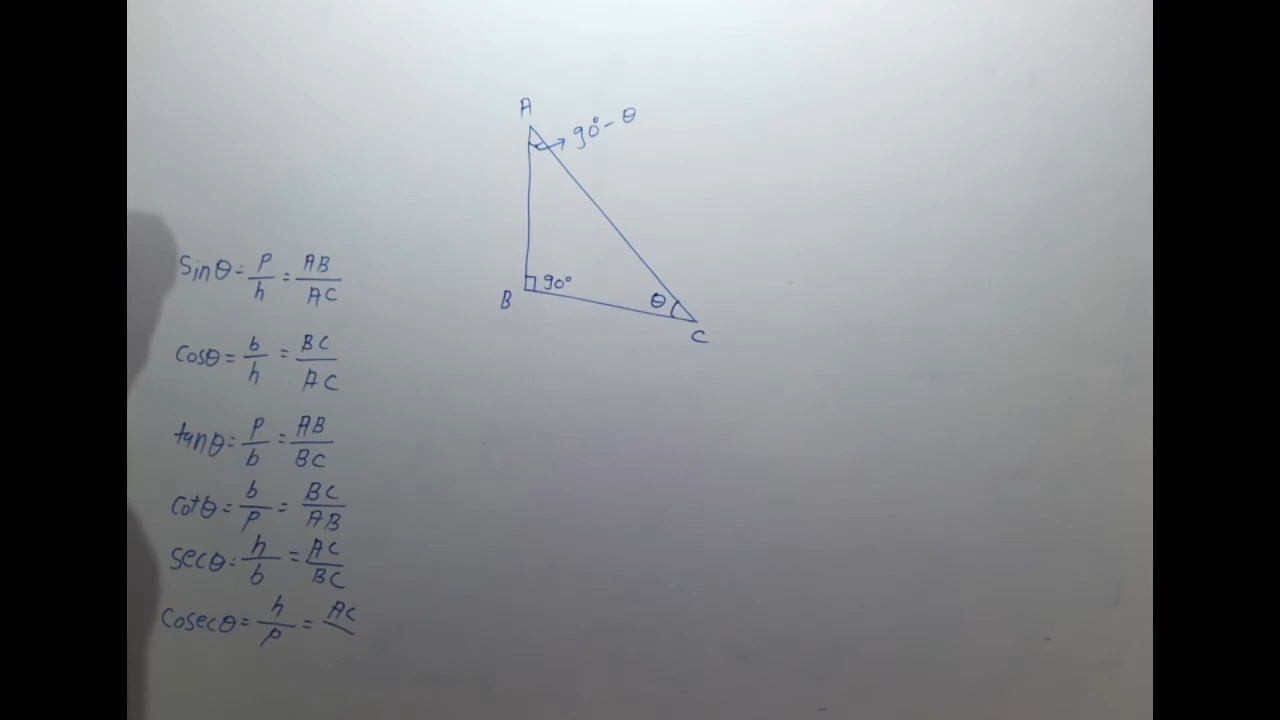 A
90° - θ
B
90°
θ
C
Sinθ = p/h = AB/AC
Cosθ = b/h = BC/AC
tanθ = p/b = AB/BC
Cotθ = b/p = BC/AB
Secθ = h/b = AC/BC
Cosecθ = h/p = AC/